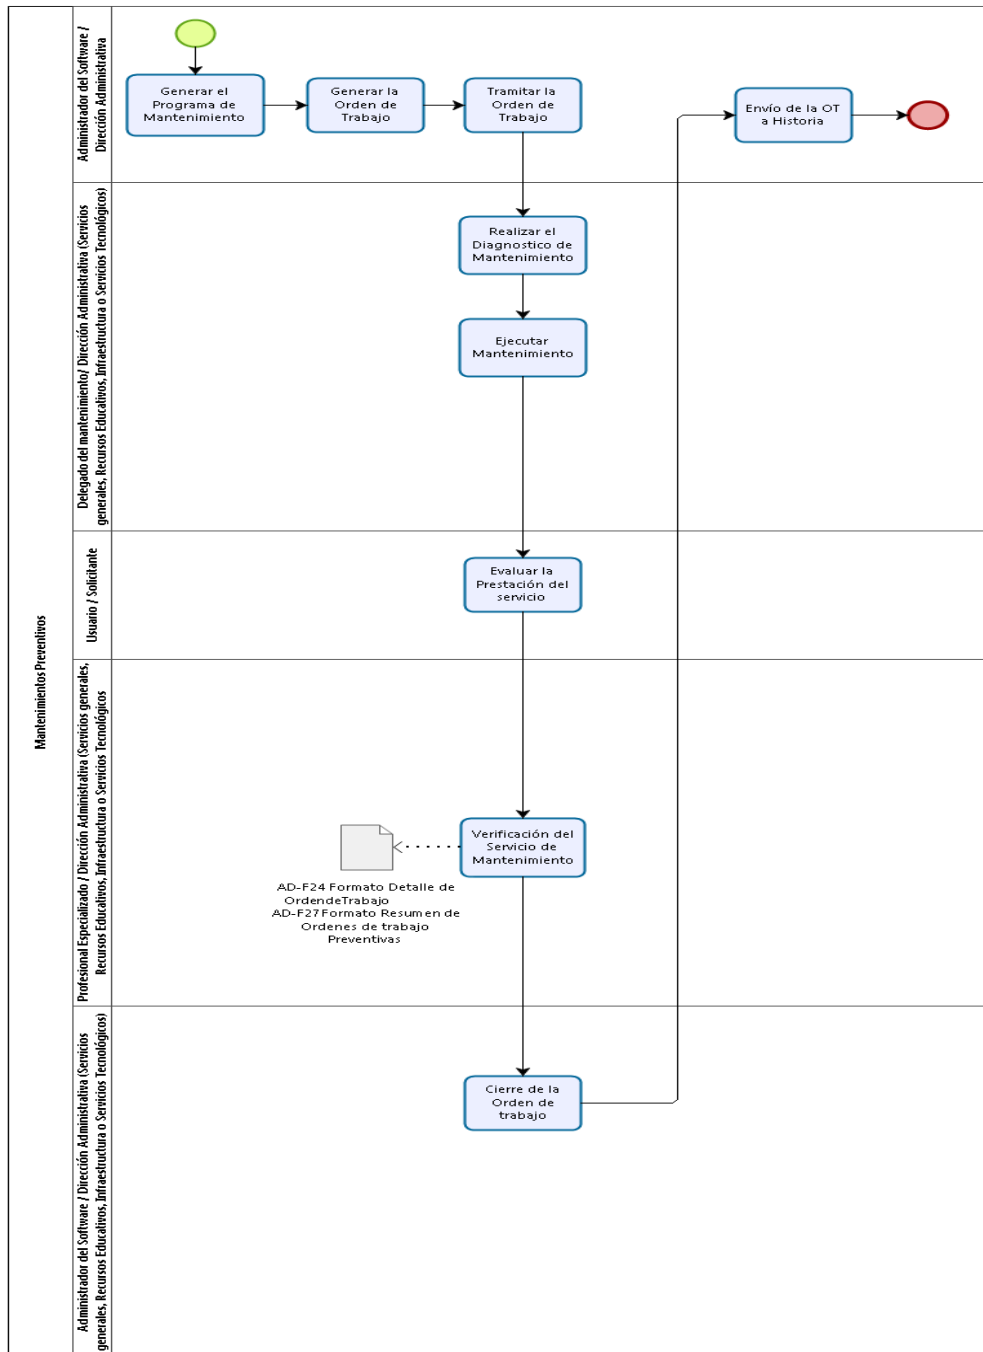 Mantenimientos Preventivos
Administrador del Software /
Dirección Administrativa
Generar el
Programa de
Mantenimiento
Generar la
Orden de
Trabajo
Tramitar la
Orden de
Trabajo
Envío de la OT
a Historia
Delegado del mantenimiento/ Dirección Administrativa (Servicios
generales, Recursos Educativos, Infraestructura o Servicios Tecnológicos)
Realizar el
Diagnostico de
Mantenimiento
Ejecutar
Mantenimiento
Usuario / Solicitante
Evaluar la
Prestación del
servicio
Profesional Especializado / Dirección Administrativa (Servicios generales,
Recursos Educativos, Infraestructura o Servicios Tecnológicos
Verificación del
Servicio de
Mantenimiento
AD-F24 Formato Detalle de
OrdendeTrabajo
AD-F27Formato Resumen de
Ordenes de trabajo
Preventivas
Administrador del Software / Dirección Administrativa (Servicios
generales, Recursos Educativos, Infraestructura o Servicios Tecnológicos)
Cierre de la
Orden de
trabajo